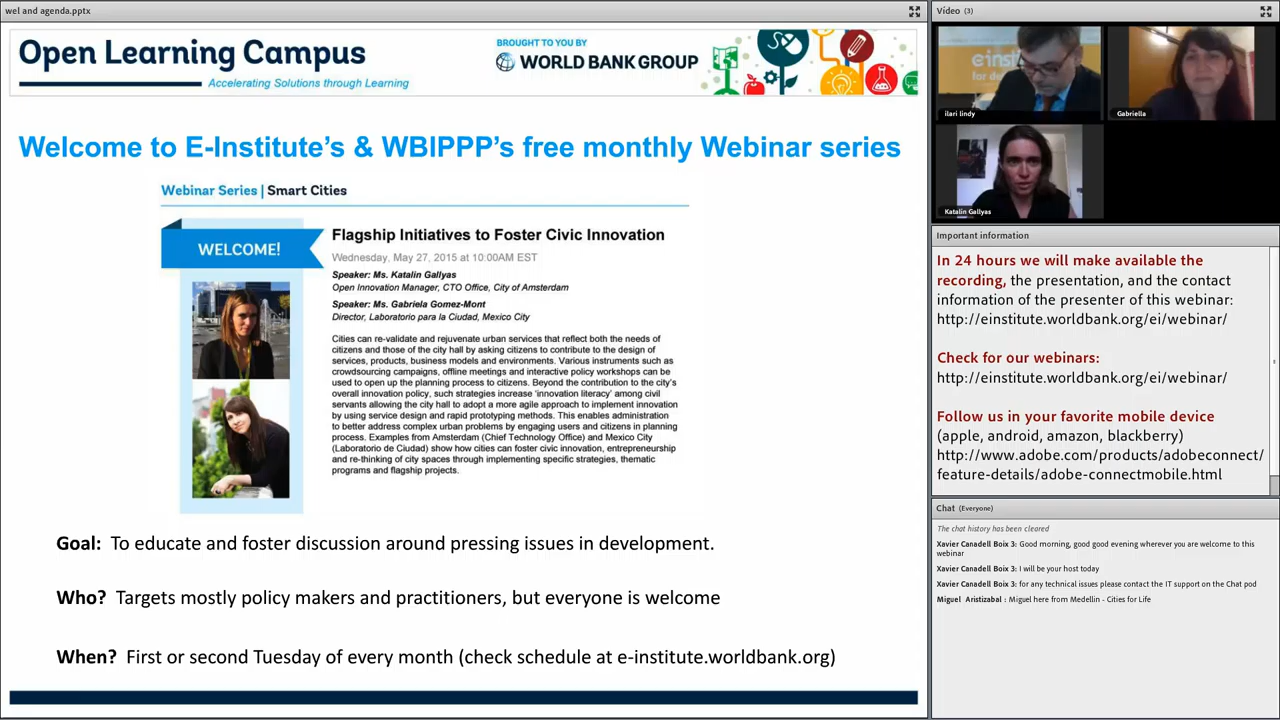 wel and agenda.pptx
Open Learning Campus
Accelerating Solutions through Learning
BROUGHT TO YOU BY
WORLD BANK GROUP
Welcome to E-Institute's & WBIPPP's free monthly Webinar series
Webinar Series | Smart Cities
WELCOME!
Flagship Initiatives to Foster Civic Innovation
Wednesday, May 27, 2015 at 10:00AM EST
Speaker: Ms. Katalin Gallyas
Open Innovation Manager, CTO Office, City of Amsterdam
Speaker: Ms. Gabriela Gomez-Mont
Director, Laboratorio para la Ciudad, Mexico City
Cities can re-validate and rejuvenate urban services that reflect both the needs of
citizens and those of the city hall by asking citizens to contribute to the design of
services, products, business models and environments. Various instruments such as
crowdsourcing campaigns, offline meetings and interactive policy workshops can be
used to open up the planning process to citizens. Beyond the contribution to the city's
overall innovation policy, such strategies increase 'innovation literacy' among civil
servants allowing the city hall to adopt a more agile approach to implement innovation
by using service design and rapid prototyping methods. This enables administration
to better address complex urban problems by engaging users and citizens in planning
process. Examples from Amsterdam (Chief Technology Office) and Mexico City
(Laboratorio de Ciudad) show how cities can foster civic innovation, entrepreneurship
and re-thinking of city spaces through implementing specific strategies, thematic
programs and flagship projects.
Goal: To educate and foster discussion around pressing issues in development.
Who? Targets mostly policy makers and practitioners, but everyone is welcome
When? First or second Tuesday of every month (check schedule at e-institute.worldbank.org)
Vídeo (3)
e-inst
for de
ilari lindy
Gabriella
Katalin Gallyas
Important information
In 24 hours we will make available the
recording, the presentation, and the contact
information of the presenter of this webinar:
http://einstitute.worldbank.org/ei/webinar/
Check for our webinars:
http://einstitute.worldbank.org/ei/webinar/
Follow us in your favorite mobile device
(apple, android, amazon, blackberry)
http://www.adobe.com/products/adobeconnect/
feature-details/adobe-connectmobile.html
Chat (Everyone)
The chat history has been cleared
Xavier Canadell Boix 3: Good morning, good good evening wherever you are welcome to this
webinar
Xavier Canadell Boix 3: I will be your host today
Xavier Canadell Boix 3: for any technical issues please contact the IT support on the Chat pod
Miguel Aristizabal : Miguel here from Medellin - Cities for Life